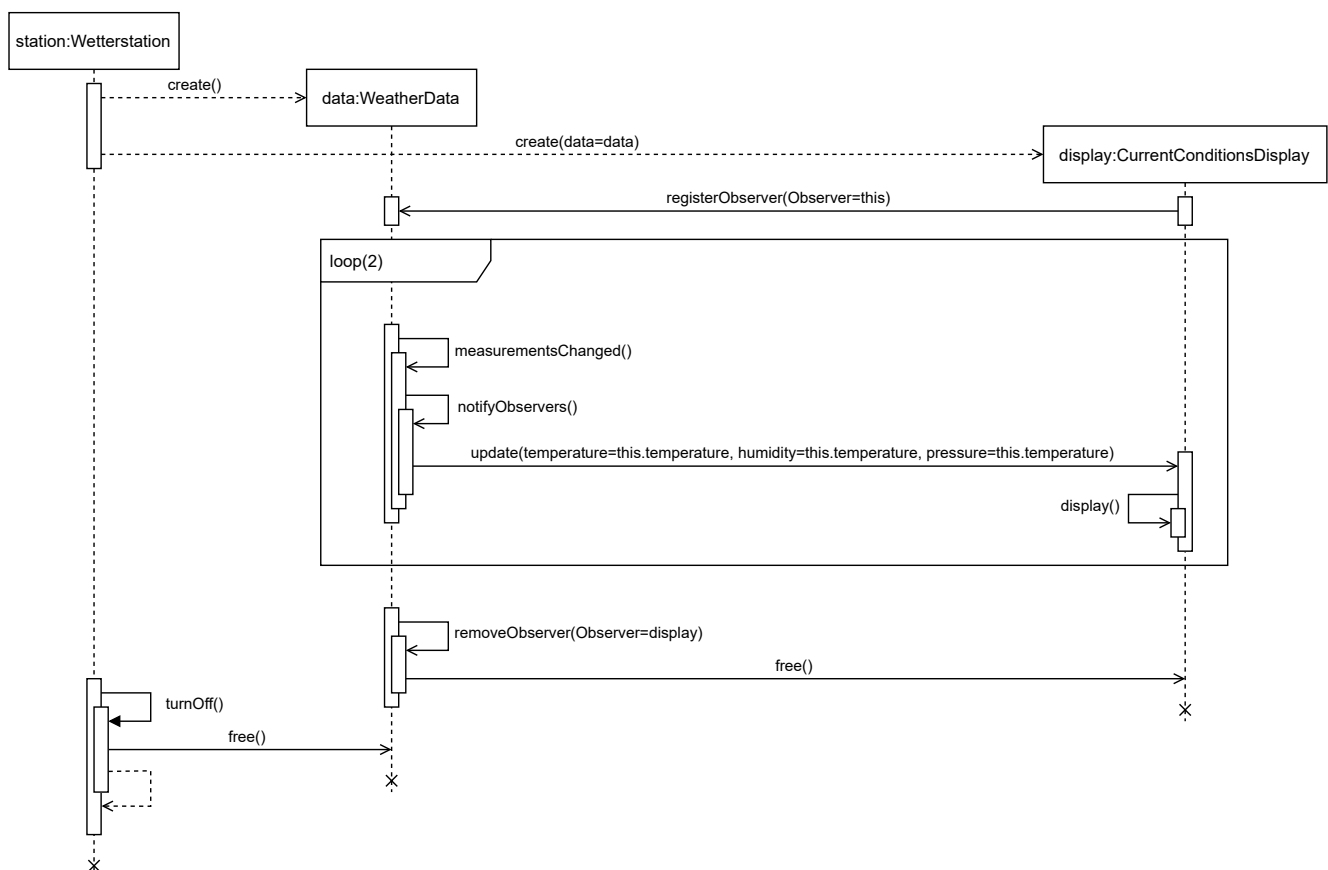 station:Wetterstation
create()
data:WeatherData
create(data=data)
display:CurrentConditionsDisplay
registerObserver(Observer=this)
loop(2)
measurementsChanged()
notifyObservers()
update(temperature=this.temperature, humidity=this.temperature, pressure=this.temperature)
display()
removeObserver(Observer=display)
free()
turnOff()
free()